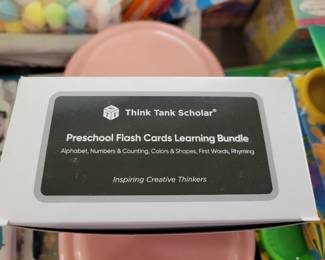 Think Tank Scholar®
Preschool Flash Cards Learning Bundle
Alphabet, Numbers & Counting, Colors & Shapes, First Words, Rhyming
Inspiring Creative Thinkers